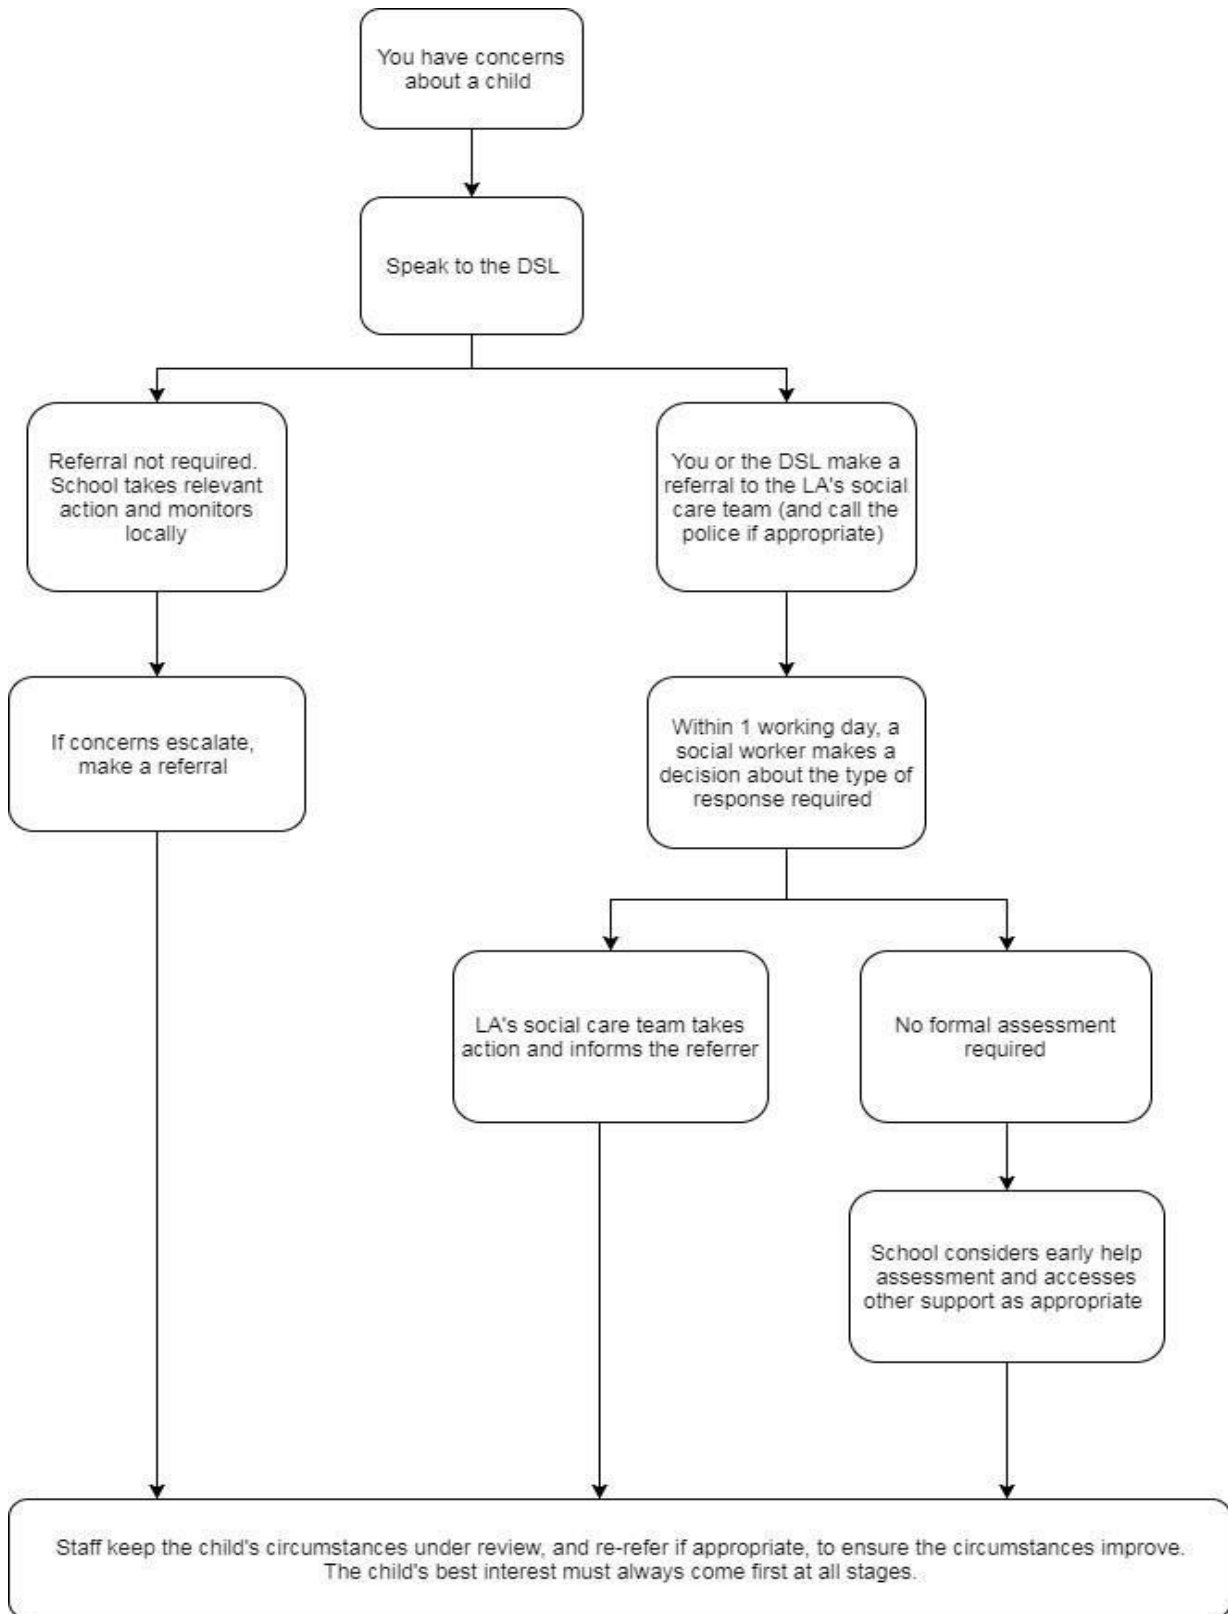 You have concerns
about a child
Speak to the DSL
Referral not required.
School takes relevant
action and monitors
locally
You or the DSL make a
referral to the LA's social
care team (and call the
police if appropriate)
If concerns escalate,
make a referral
Within 1 working day, a
social worker makes a
decision about the type of
response required
LA's social care team takes
action and informs the referrer
No formal assessment
required
School considers early help
assessment and accesses
other support as appropriate
Staff keep the child's circumstances under review, and re-refer if appropriate, to ensure the circumstances improve.
The child's best interest must always come first at all stages.